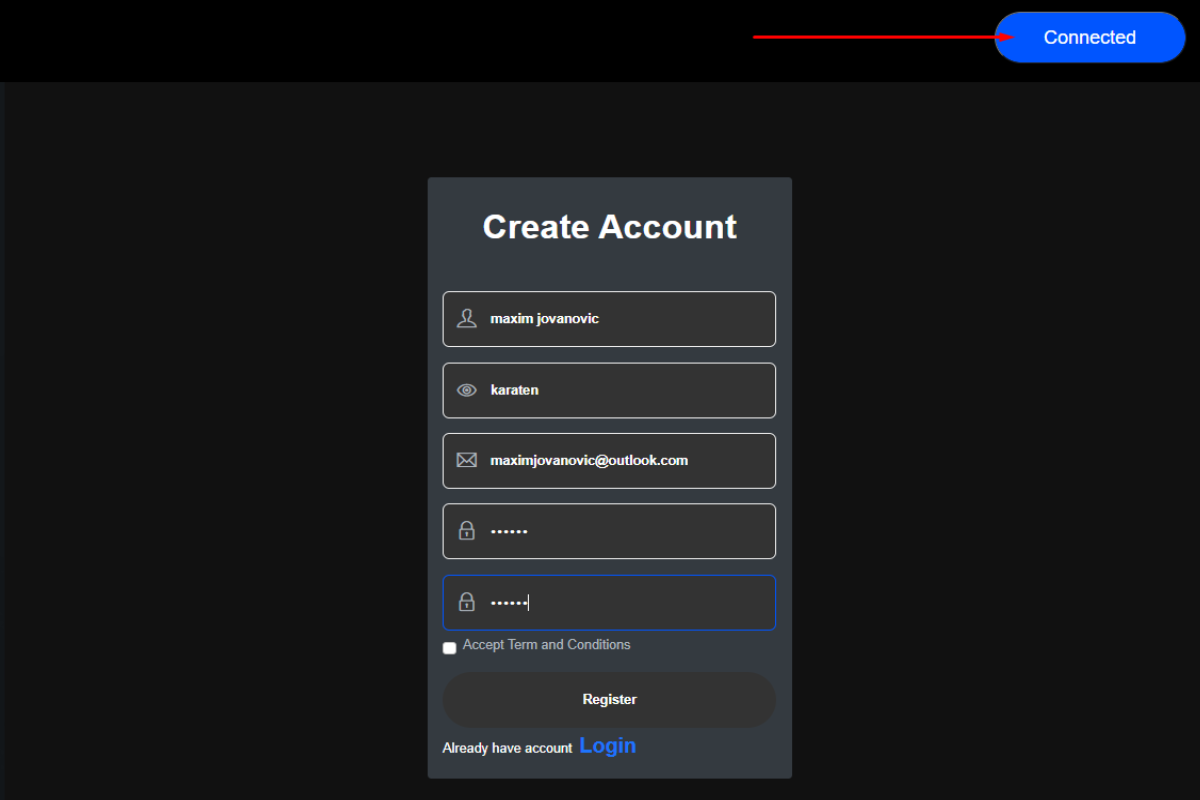 Connected
Create Account
maxim jovanovic
karaten
maximjovanovic@outlook.com
••••••
••••••
Accept Term and Conditions
Register
Already have account Login